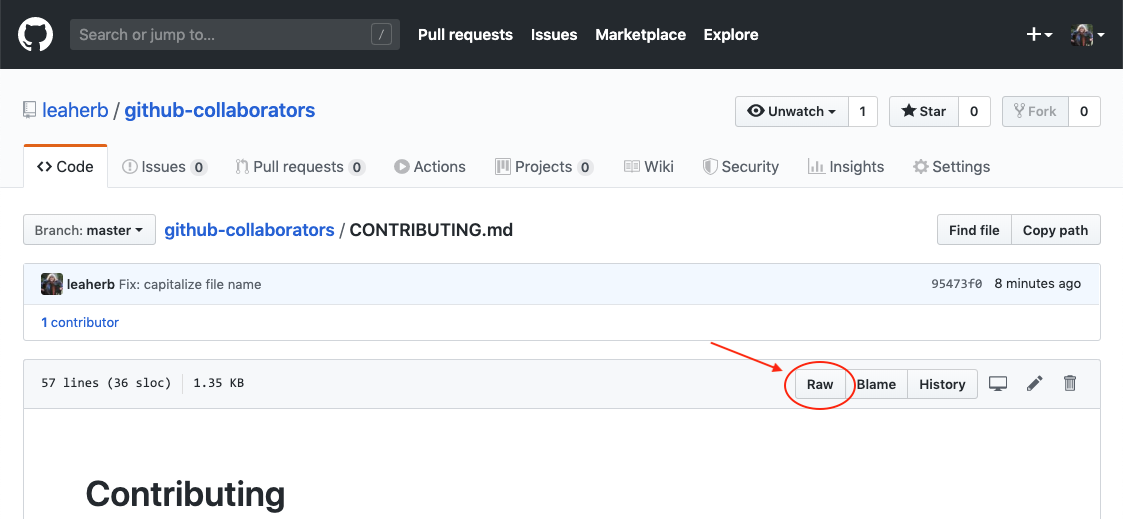 Search or jump to... / Pull requests Issues Marketplace Explore
leaherb / github-collaborators Unwatch 1 Star 0 Fork 0
Code Issues 0 Pull requests 0 Actions Projects 0 Wiki Security Insights Settings
Branch: master github-collaborators / CONTRIBUTING.md Find file Copy path
leaherb Fix: capitalize file name 95473f0 8 minutes ago
1 contributor
57 lines (36 sloc) 1.35 KB Raw Blame History
Contributing